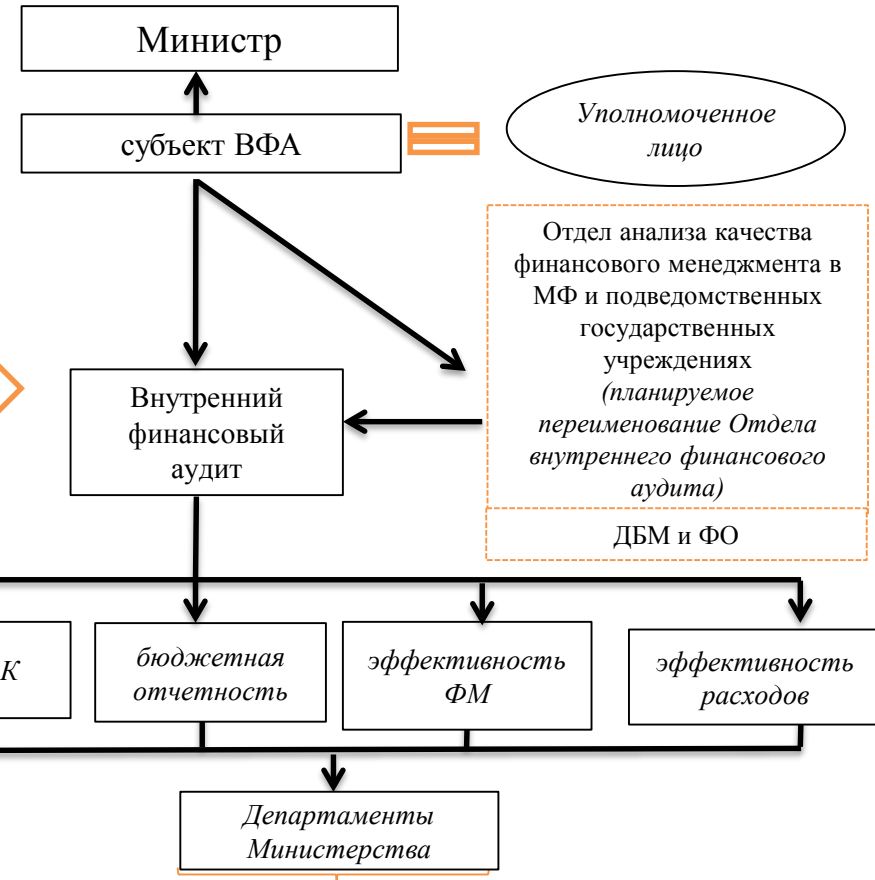 Министр
субъект ВФА
Уполномоченное
лицо
Отдел анализа качества
финансового менеджмента в
МФ и подведомственных
государственных
учреждениях
(планируемое
переименование Отдела
внутреннего финансового
аудита)
ДБМ и ФО
Внутренний
финансовый
аудит
К
бюджетная
отчетность
эффективность
ФМ
эффективность
расходов
Департаменты
Министерства